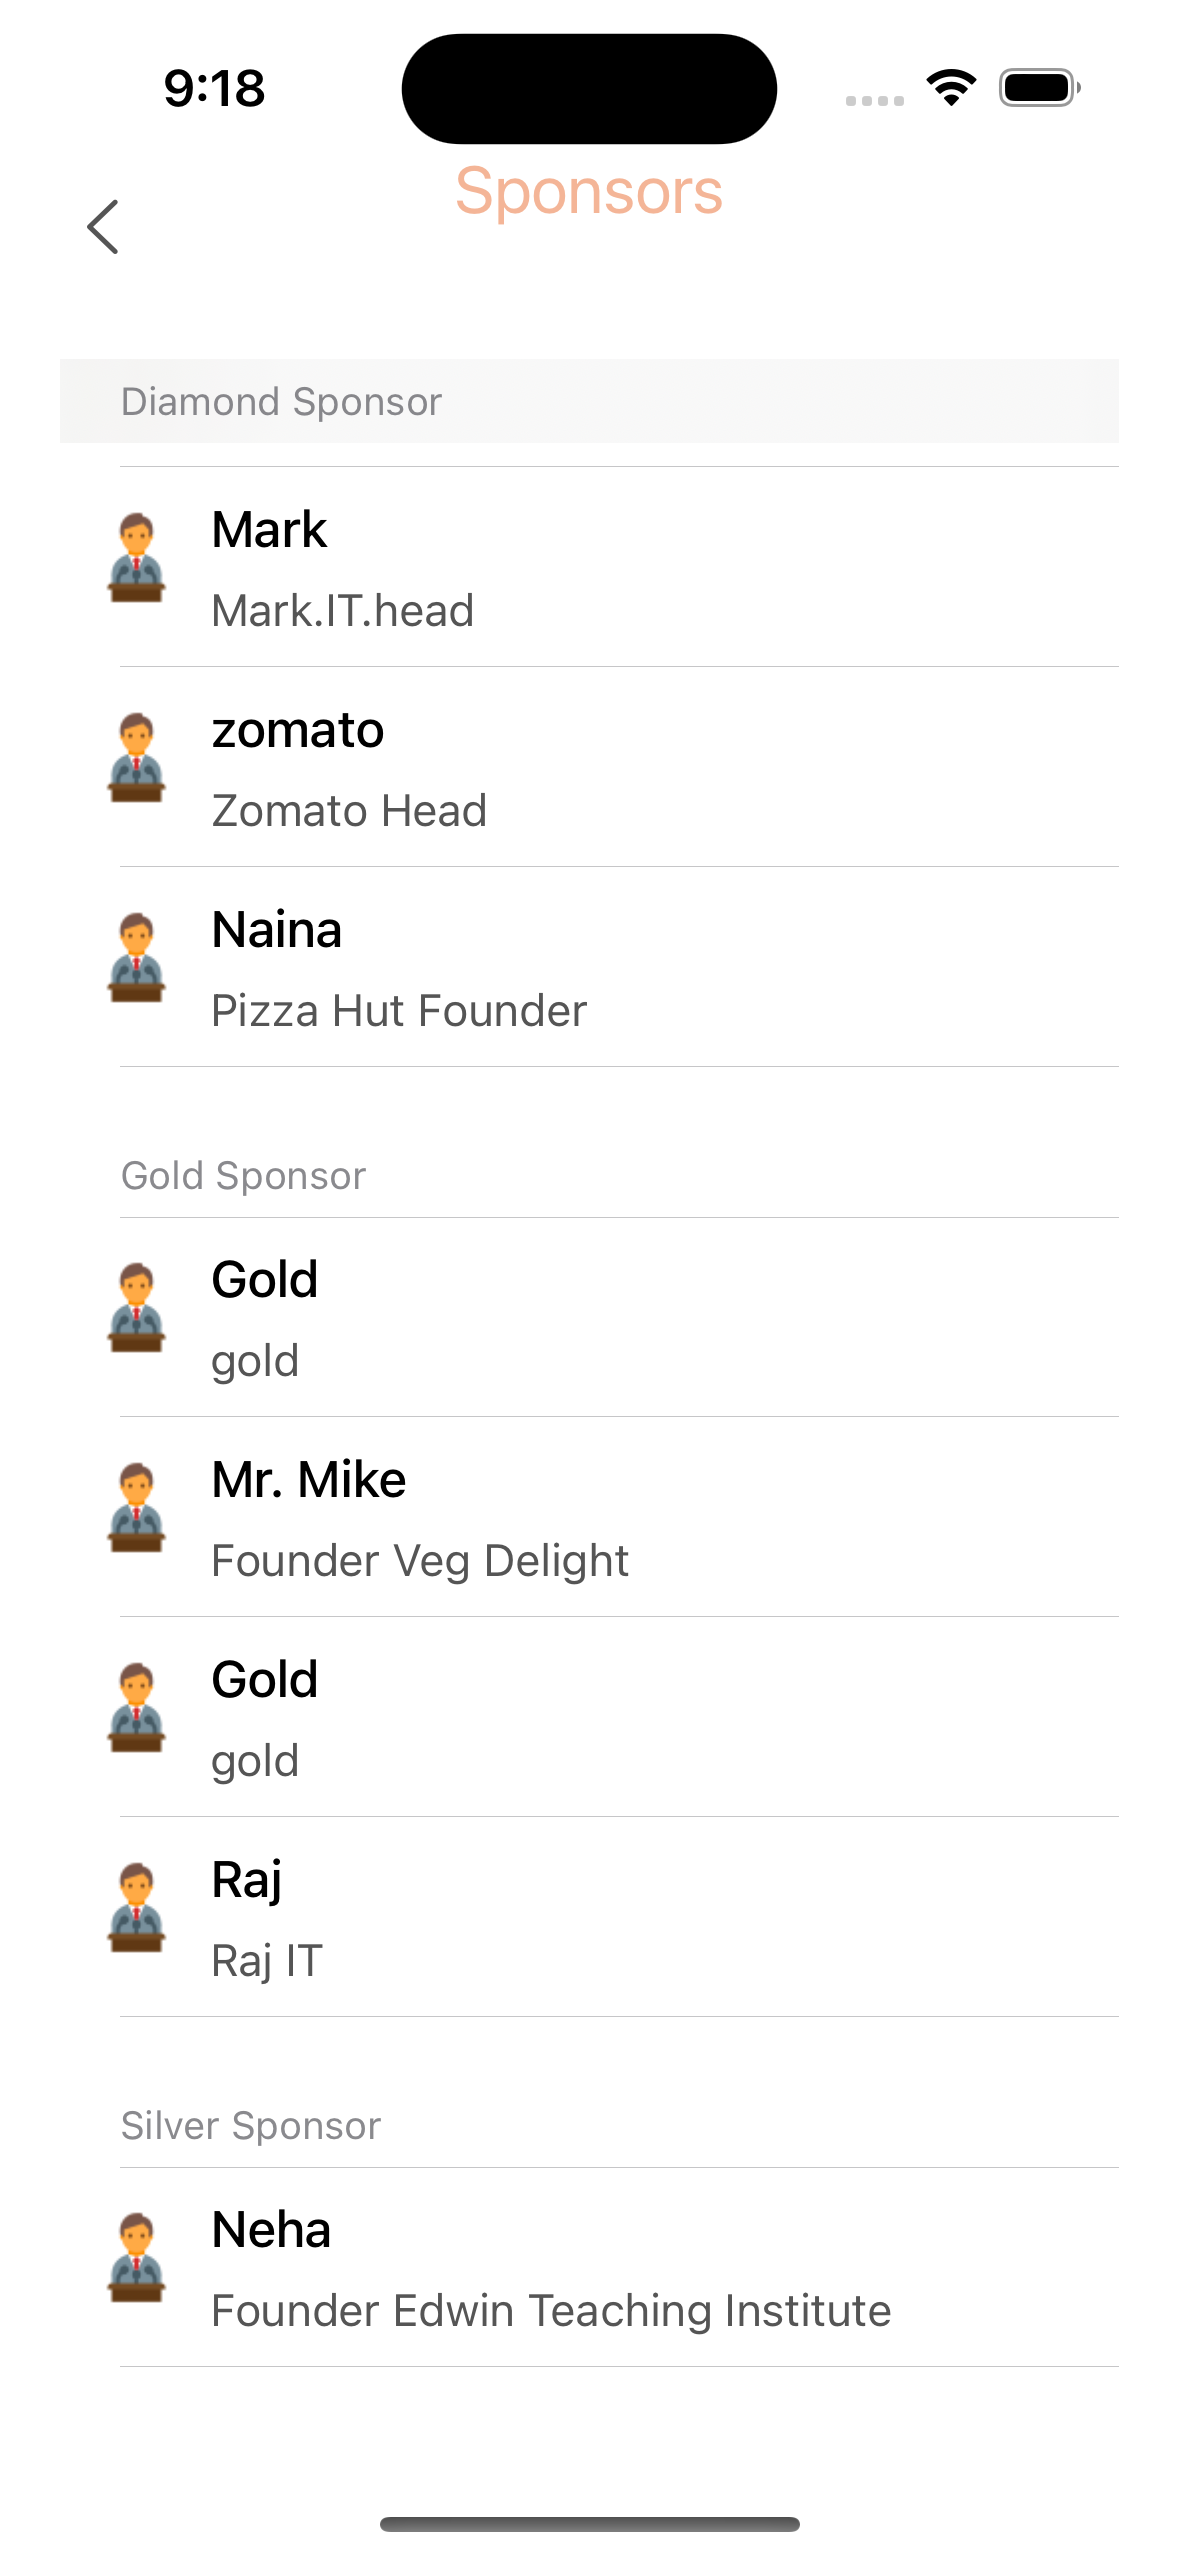 9:18
Sponsors
Diamond Sponsor
Mark
Mark.IT.head
zomato
Zomato Head
Naina
Pizza Hut Founder
Gold Sponsor
Gold
gold
Mr. Mike
Founder Veg Delight
Gold
gold
Raj
Raj IT
Silver Sponsor
Neha
Founder Edwin Teaching Institute